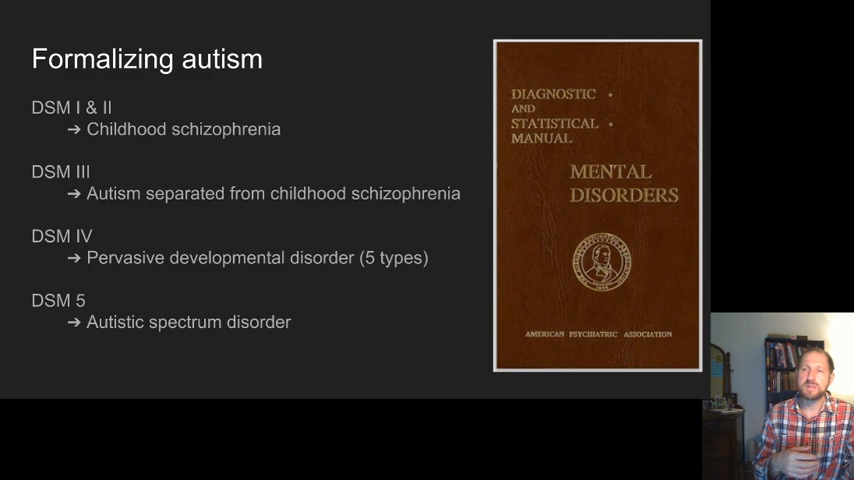 Formalizing autism
DSM I & II
➔ Childhood schizophrenia
DSM III
➔ Autism separated from childhood schizophrenia
DSM IV
➔ Pervasive developmental disorder (5 types)
DSM 5
➔ Autistic spectrum disorder
DIAGNOSTIC
AND
STATISTICAL
MANUAL
MENTAL
DISORDERS
AMERICAN PSYCHIATRIC ASSOCIATION